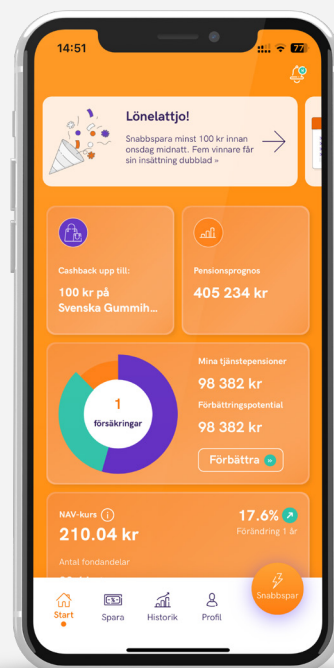 14:51
77
Lönelattjo!
Snabbspara minst 100 kr innan
onsdag midnatt. Fem vinnare får
sin insättning dubblad »
Cashback upp till:
100 kr på
Svenska Gummih...
Pensionsprognos
405 234 kr
1
försäkringar
Mina tjänstepensioner
98 382 kr
Förbättringspotential
98 382 kr
Förbättra
NAV-kurs
210.04 kr
17.6%
Förändring 1 år
Antal fondandelar
Snabbspar
Start
Spara
Historik
Profil